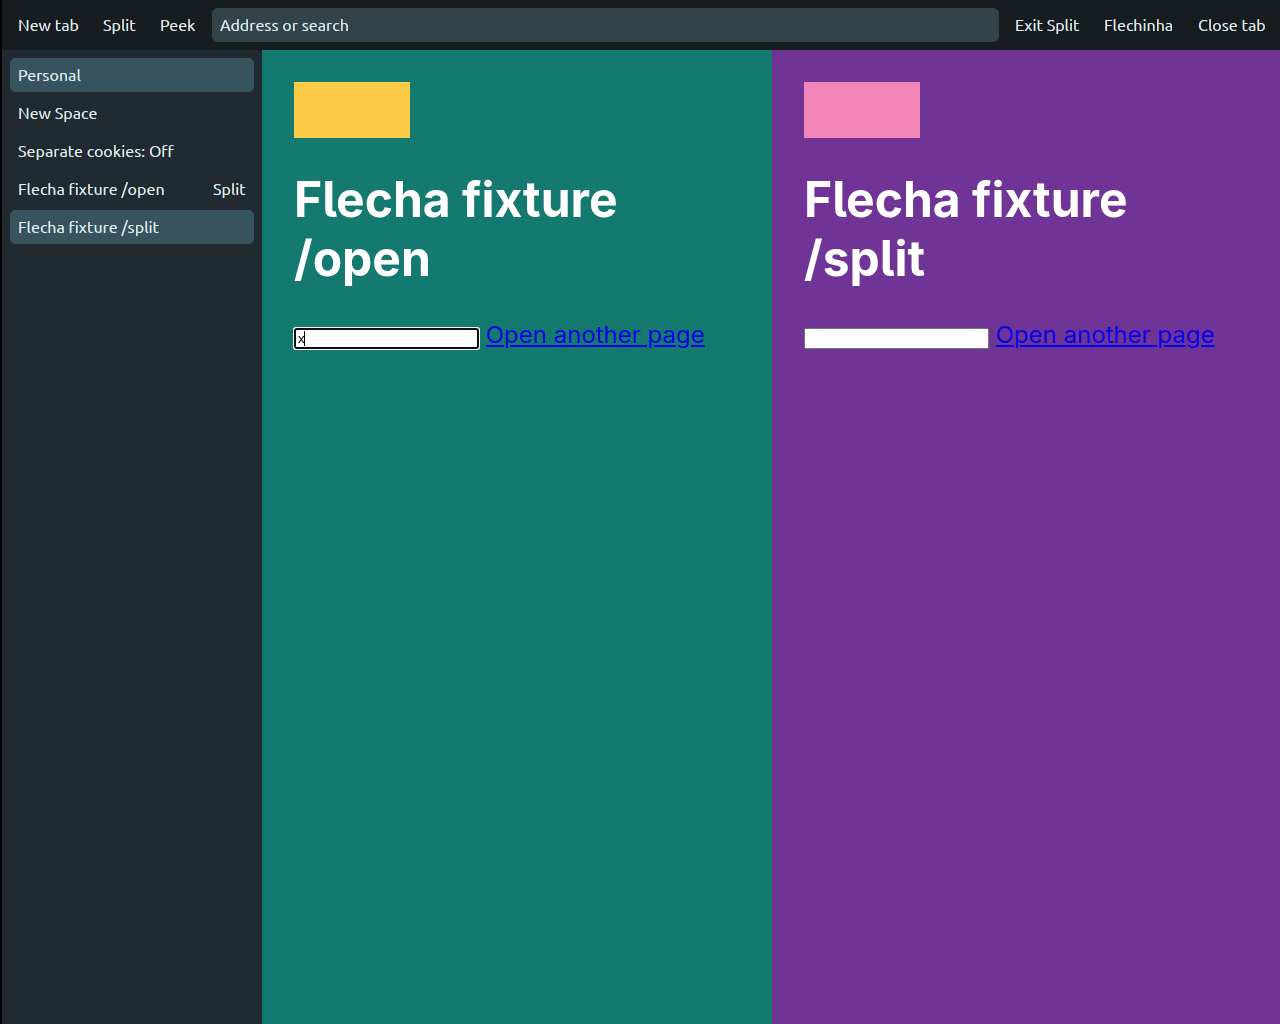 New tab Split Peek Address or search Exit Split Flechinha Close tab
Personal
New Space
Separate cookies: Off
Flecha fixture /open Split
Flecha fixture /split
Flecha fixture
/open
x Open another page
Flecha fixture
/split
Open another page